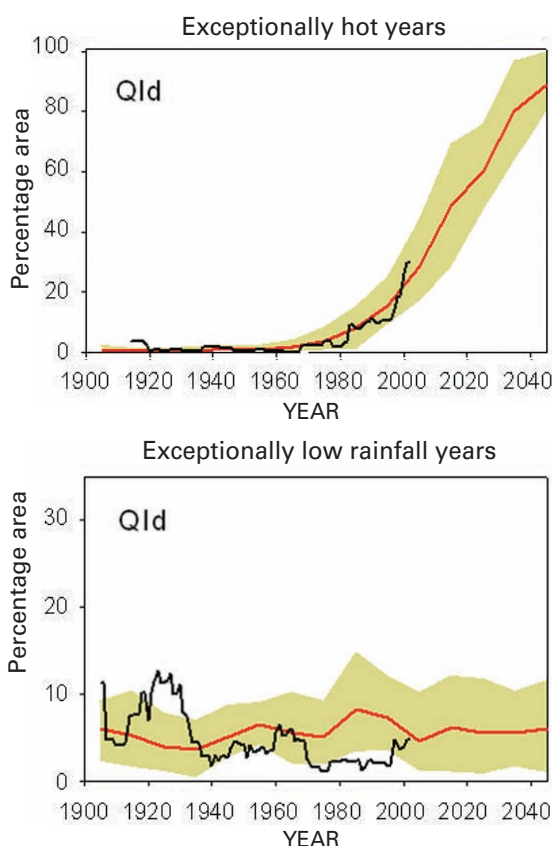 Exceptionally hot years
Percentage area
100
80
60
40
20
0
Qld
1900 1920 1940 1960 1980 2000 2020 2040
YEAR
Exceptionally low rainfall years
Percentage area
30
20
10
0
Qld
1900 1920 1940 1960 1980 2000 2020 2040
YEAR